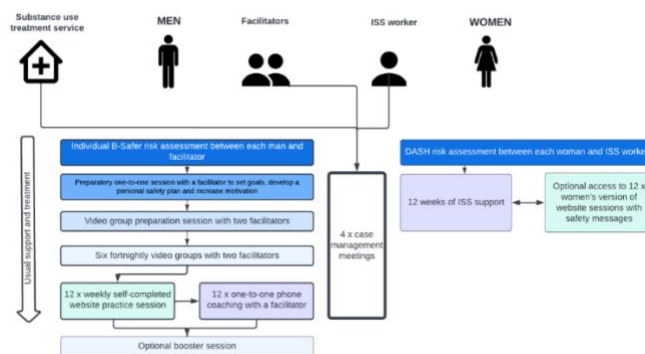 Substance use
treatment service
MEN
Facilitators
ISS worker
WOMEN
Usual support and treatment
Individual B-Safer risk assessment between each man and
facilitator
Preparatory one-to-one session with a facilitator to set goals, develop a
personal safety plan and increase motivation
Video group preparation session with two facilitators
Six fortnightly video groups with two facilitators
12 x weekly self-completed
website practice session
12 x one-to-one phone
coaching with a facilitator
Optional booster session
4 x case
management
meetings
DASH risk assessment between each woman and ISS worke
12 weeks of ISS support
Optional access to 12 x
women's version of
website sessions with
safety messages